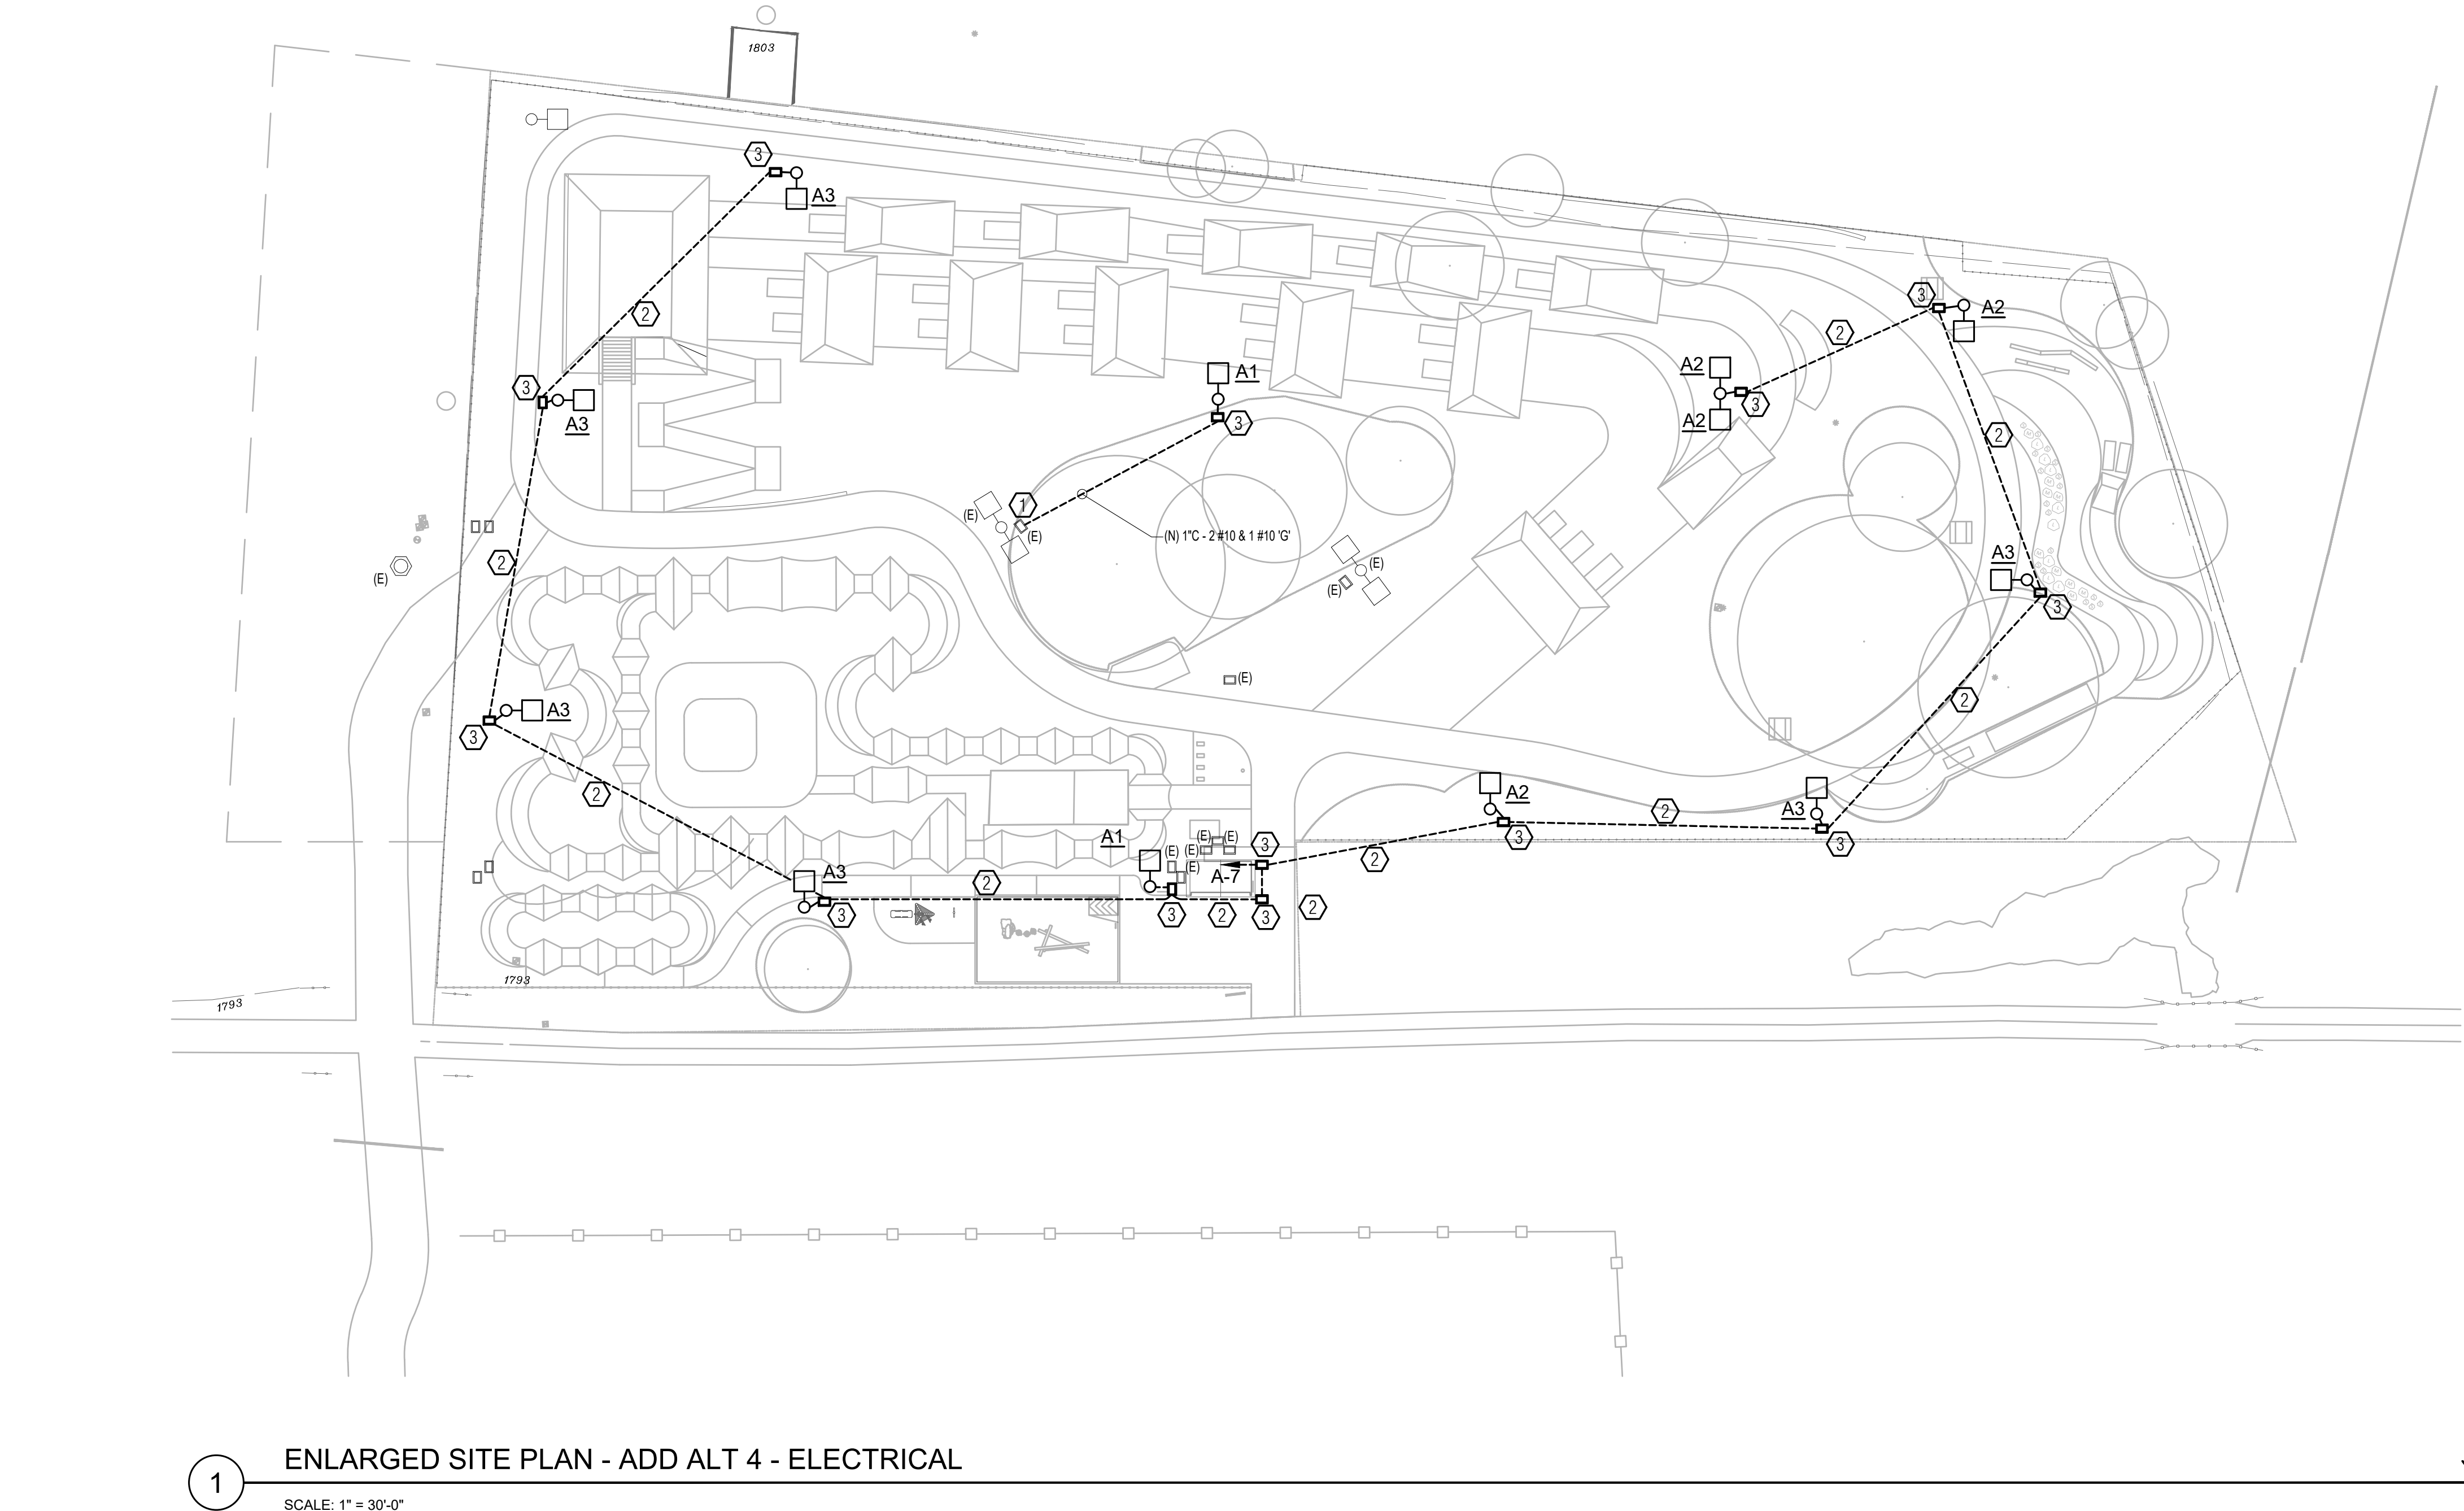 1803
3
A3
2
3
A2
2
A2
A1
3
A3
3
A2
3
3
2
1
(E)
(E)
(N) 1"C - 2 #10 & 1 #10 'G'
(E)
(E)
A3
2
(E)
3
(E)
2
A3
3
2
A2
A3
2
A1
(E)
(E)
3
3
3
(E)
(E)
2
A3
(E)
A-7
2
3
3
2
3
2
1793
1793
1
ENLARGED SITE PLAN - ADD ALT 4 - ELECTRICAL
SCALE: 1" = 30'-0"